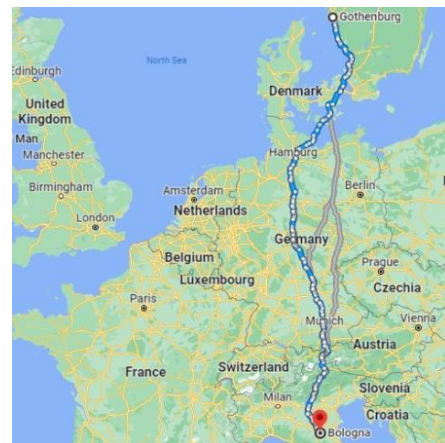 Gothenburg
North Sea
Edinburgh
Denmark
United
Kingdom
Man
Hamburg
Manchester
Birmingham
Amsterdam
Berlin
Netherlands
London
Germany
Belgium
Prague
Luxembourg
Czechia
Paris
Munich
Vienna
Austria
France
Switzerland
Slovenia
Milan
Croatia
Bologna